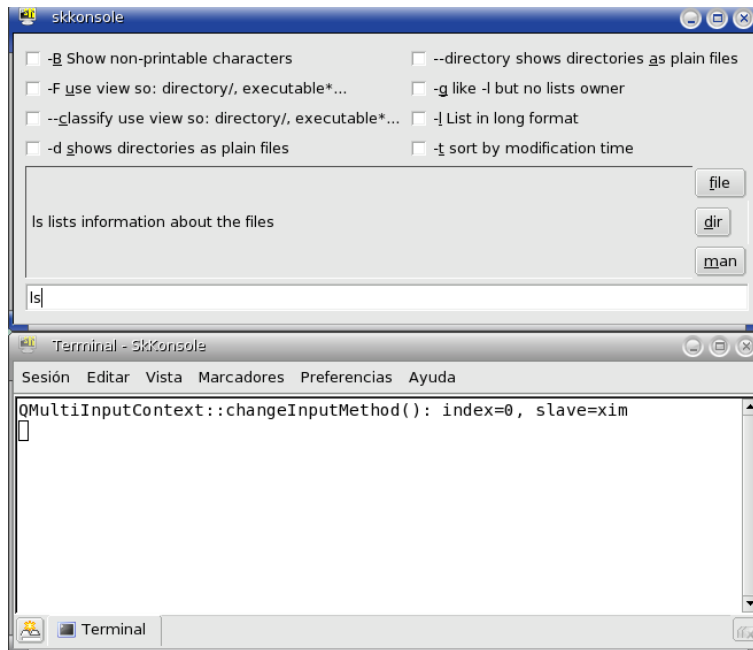 skkonsole
-B Show non-printable characters
--directory shows directories as plain files
-F use view so: directory/, executable*...
-g like -l but no lists owner
--classify use view so: directory/, executable*...
-l List in long format
-d shows directories as plain files
-t sort by modification time
file
ls lists information about the files
dir
man
ls
Terminal - SkKonsole
Sesión Editar Vista Marcadores Preferencias Ayuda
QMultiInputContext::changeInputMethod(): index=0, slave=xim
Terminal